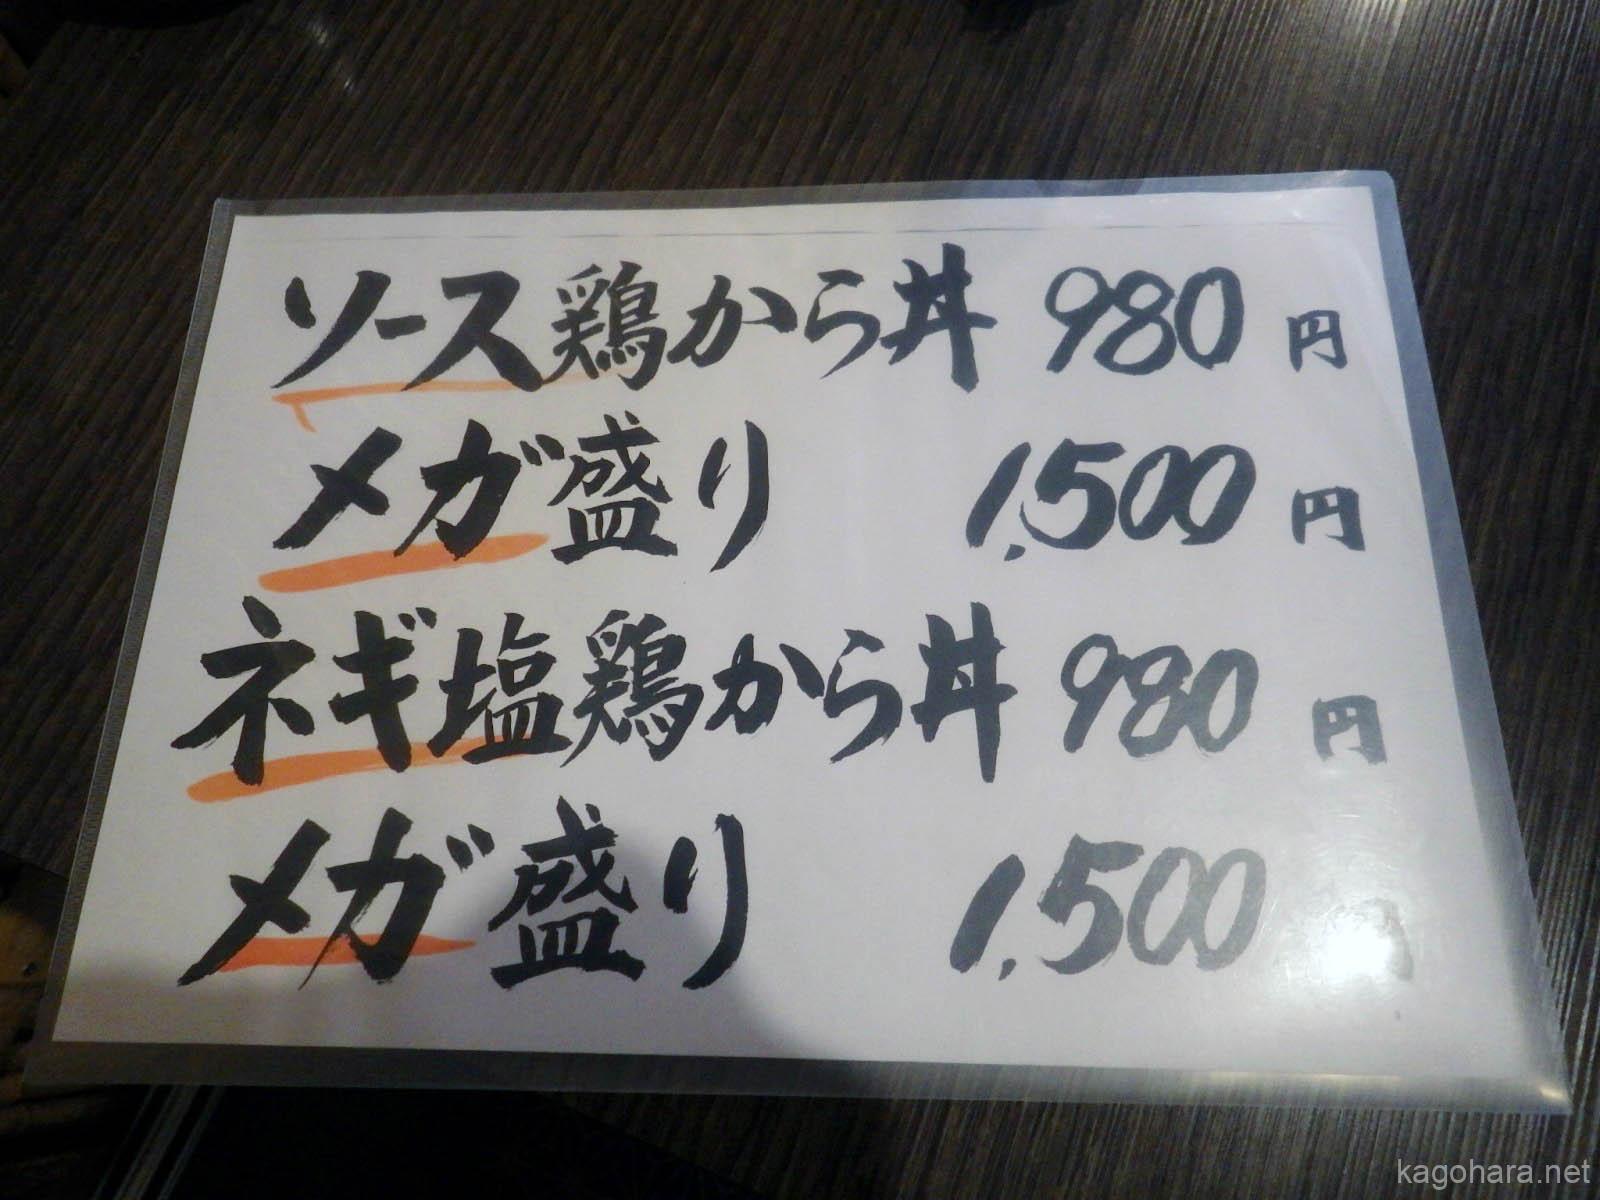 ソース鶏から丼 980円
メガ盛り 1,500円
ネギ塩鶏から丼 980円
メガ盛り 1,500
kagohara.net